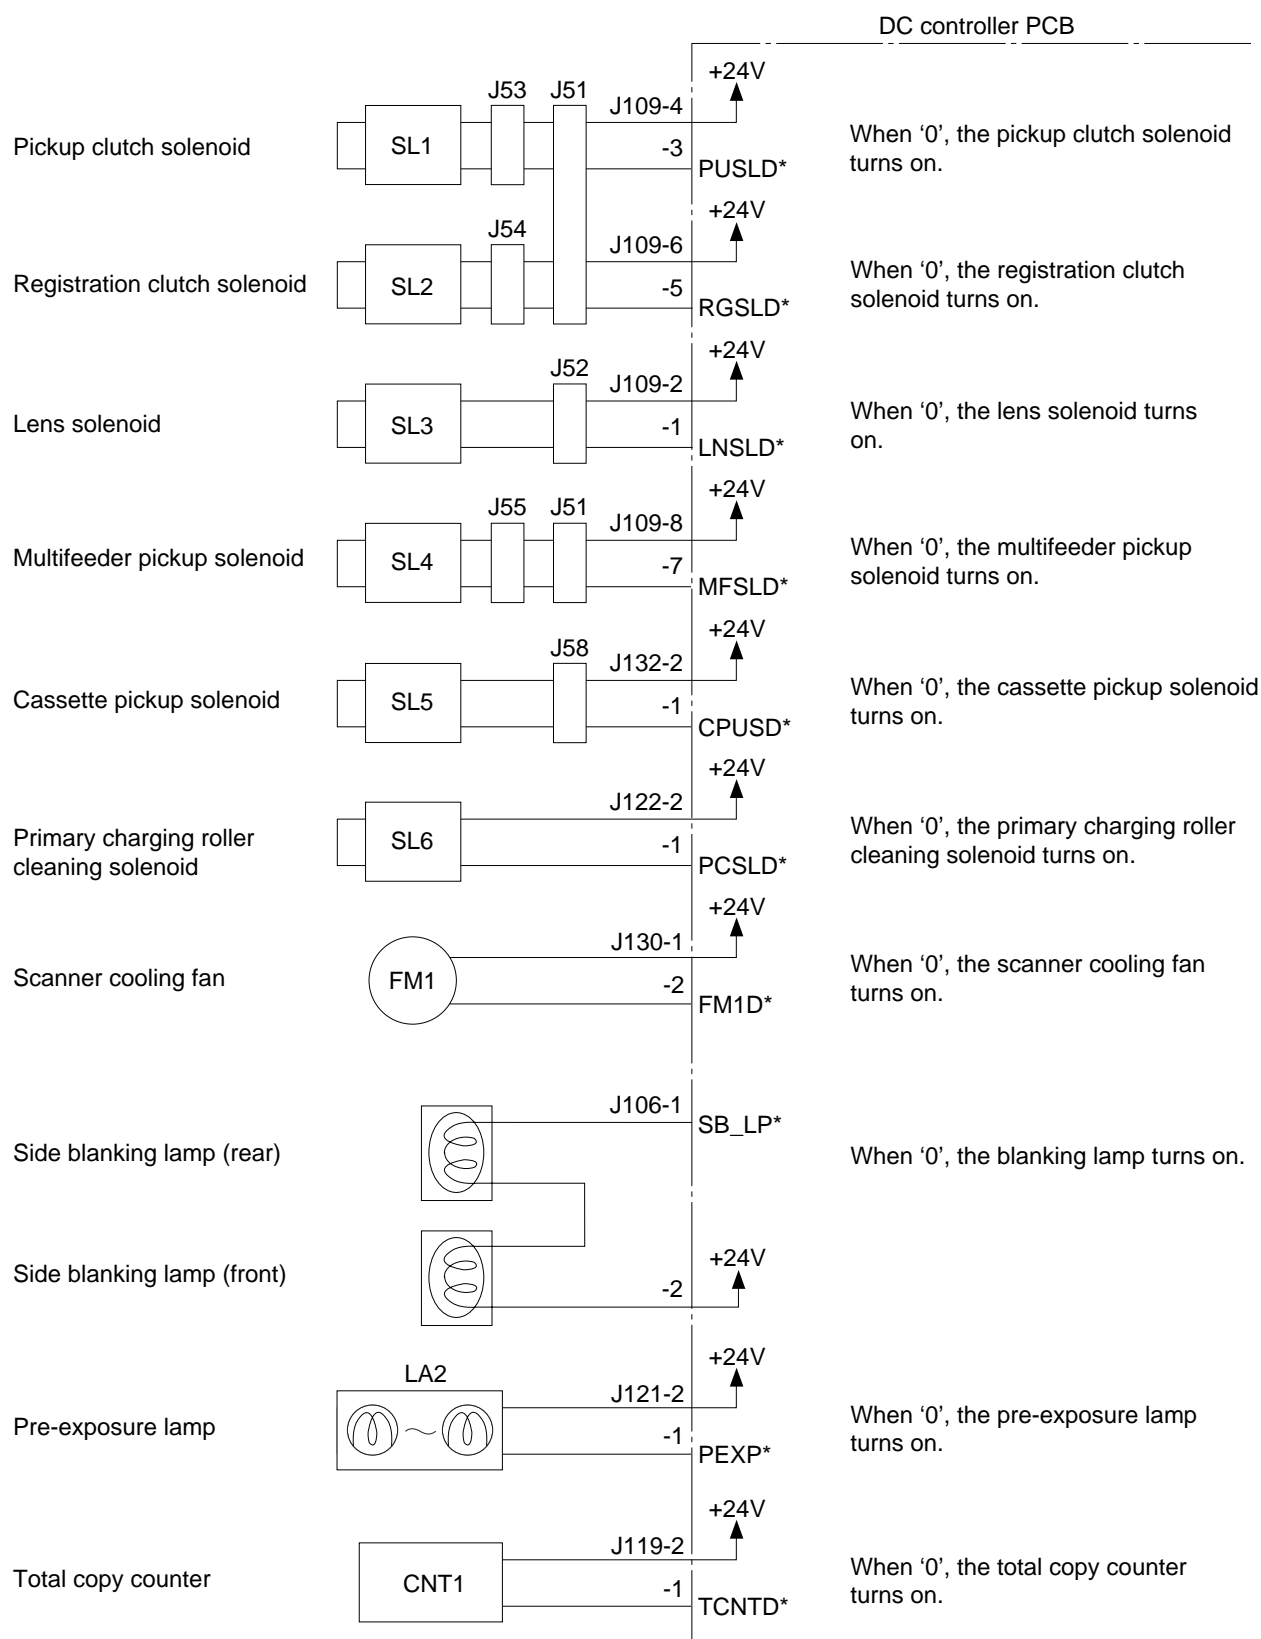 DC controller PCB
+24V
J53 J51
J109-4
Pickup clutch solenoid
SL1
-3
PUSLD*
When ‘0’, the pickup clutch solenoid
turns on.
+24V
J54
J109-6
Registration clutch solenoid
SL2
-5
RGSLD*
When ‘0’, the registration clutch
solenoid turns on.
+24V
J52
J109-2
Lens solenoid
SL3
-1
LNSLD*
When ‘0’, the lens solenoid turns
on.
+24V
J55 J51
J109-8
Multifeeder pickup solenoid
SL4
-7
MFSLD*
When ‘0’, the multifeeder pickup
solenoid turns on.
+24V
J58
J132-2
Cassette pickup solenoid
SL5
-1
CPUSD*
When ‘0’, the cassette pickup solenoid
turns on.
+24V
J122-2
Primary charging roller
cleaning solenoid
SL6
-1
PCSLD*
When ‘0’, the primary charging roller
cleaning solenoid turns on.
+24V
J130-1
Scanner cooling fan
FM1
-2
FM1D*
When ‘0’, the scanner cooling fan
turns on.
J106-1
SB_LP*
Side blanking lamp (rear)
When ‘0’, the blanking lamp turns on.
Side blanking lamp (front)
+24V
-2
+24V
LA2
J121-2
Pre-exposure lamp
-1
PEXP*
When ‘0’, the pre-exposure lamp
turns on.
+24V
J119-2
Total copy counter
CNT1
-1
TCNTD*
When ‘0’, the total copy counter
turns on.